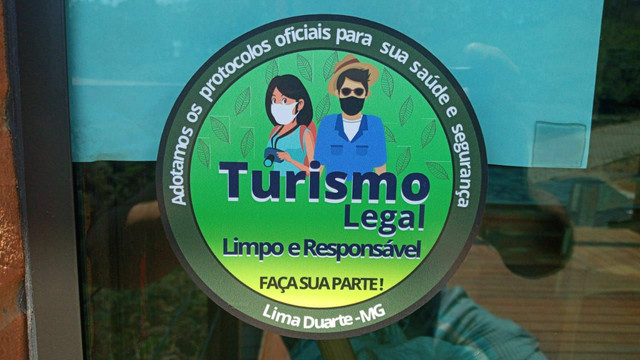 Adotamos os protocolos oficiais para sua saúde e segurança
Turismo
Legal
Limpo e Responsável
FAÇA SUA PARTE!
Lima Duarte -MG